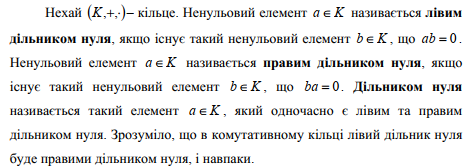 Нехай (K,+,·)– кільце. Ненульовий елемент a∈K називається лівим
дільником нуля, якщо існує такий ненульовий елемент b∈K, що ab=0.
Ненульовий елемент a∈K називається правим дільником нуля, якщо
існує такий ненульовий елемент b∈K, що ba=0. Дільником нуля
називається такий елемент a∈K, який одночасно є лівим та правим
дільником нуля. Зрозуміло, що в комутативному кільці лівий дільник нуля
буде правими дільником нуля, і навпаки.